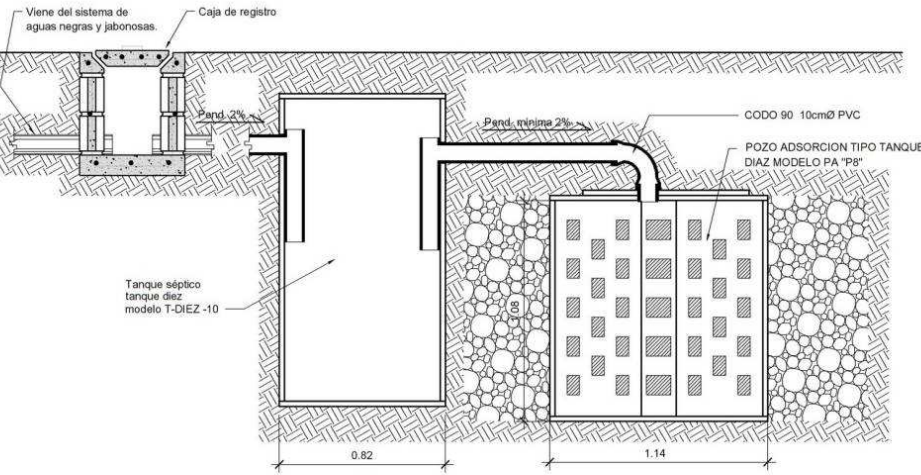 Viene del sistema de
aguas negras y jabonosas.
Caja de registro
Pend. 2%
Pend. minima 2%
CODO 90 10cmØ PVC
POZO ADSORCION TIPO TANQUE
DIAZ MODELO PA "P8"
Tanque séptico
tanque diez
modelo T-DIEZ -10
1.08
0.82
1.14